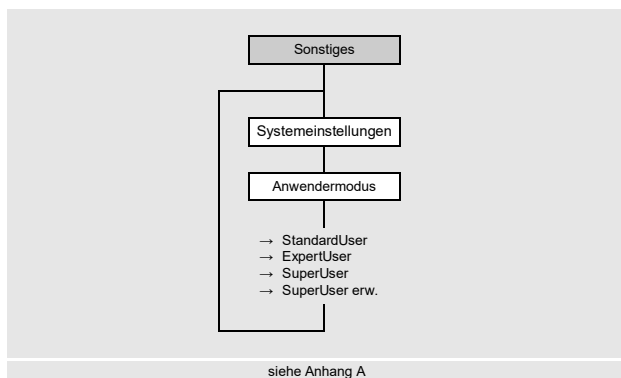 Sonstiges
Systemeinstellungen
Anwendermodus
→ StandardUser
→ ExpertUser
→ SuperUser
→ SuperUser erw.
siehe Anhang A